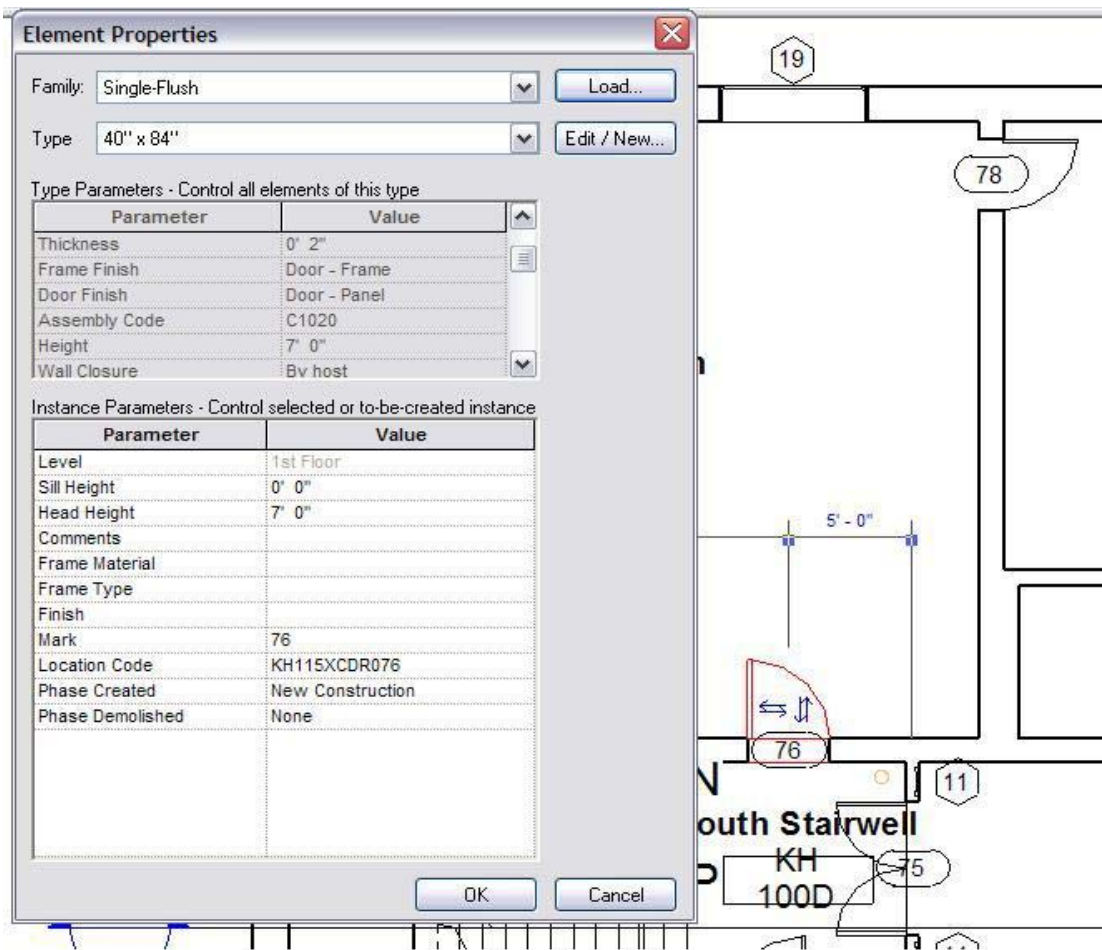 Element Properties
Family: Single-Flush Load...
Type 40" x 84" Edit / New...
Type Parameters - Control all elements of this type
Parameter Value
Thickness 0' 2"
Frame Finish Door - Frame
Door Finish Door - Panel
Assembly Code C1020
Height 7' 0"
Wall Closure By host
Instance Parameters - Control selected or to-be-created instance
Parameter Value
Level 1st Floor
Sill Height 0' 0"
Head Height 7' 0"
Comments
Frame Material
Frame Type
Finish
Mark 76
Location Code KH115XCDR076
Phase Created New Construction
Phase Demolished None
OK Cancel
19
78
5' - 0"
76
N
11
outh Stairwell
KH
75
100D